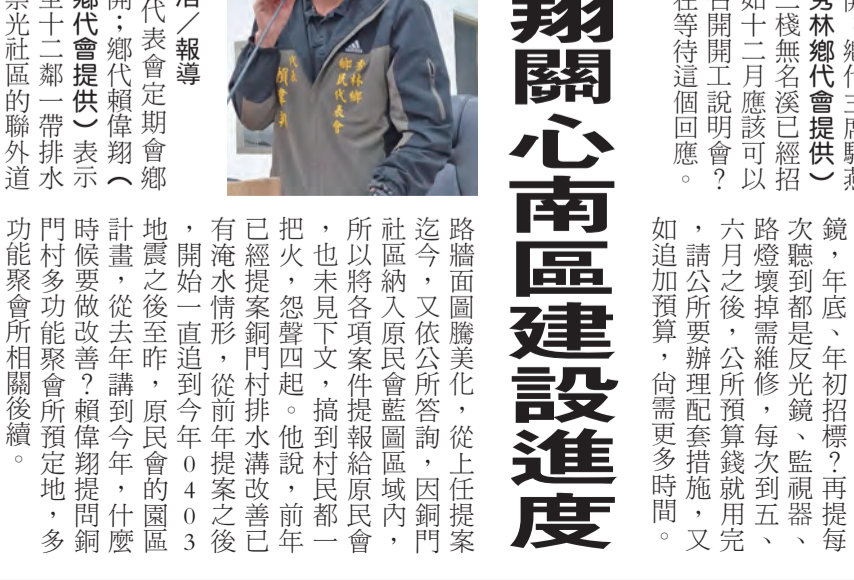 鄉代三席駱燕
秀林鄉代會提供）
二棧無名溪已經招
如十二月應該可以
召開開工說明會？
在等待這個回應。
鏡，年底、年初招標？再提每
次聽到都是反光鏡、監視器、
路燈壞掉需維修，每次到五、
六月之後，公所預算錢就用完
，請公所要辦理配套措施，又
如追加預算，尚需更多時間。
翔關心南區建設進度
adidas
秀林鄉
鄉民代表會
代表
賴偉翔
／報導
代表會定期會鄉
開；鄉代賴偉翔（
鄉代會提供）表示
至十二鄰一帶排水
崇光社區的聯外道
路牆面圖騰美化，從上任提案
迄今，又依公所答詢，因銅門
社區納入原民會藍圖區域內，
所以將各項案件提報給原民會
，也未見下文，搞到村民都一
把火，怨聲四起。他說，前年
已經提案銅門村排水溝改善已
有淹水情形，從前年提案之後
，開始一直追到今年0403
地震之後至昨，原民會的園區
計畫，從去年講到今年，什麼
時候要做改善？賴偉翔提問銅
門村多功能聚會所預定地，多
功能聚會所相關後續。